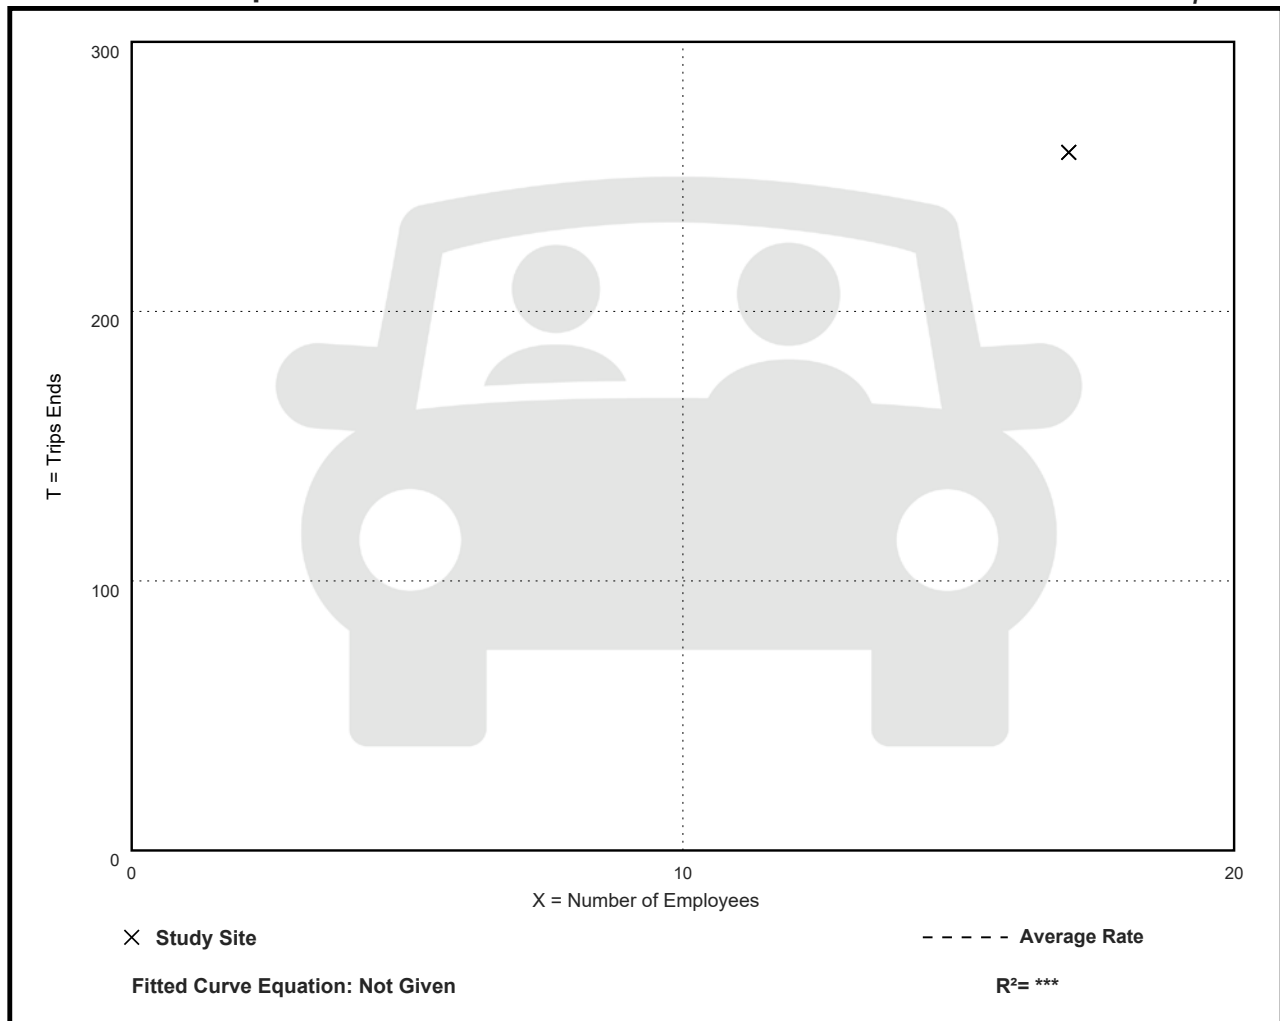 300
200
100
0
T = Trips Ends
0 10 20
X = Number of Employees
Study Site
Average Rate
Fitted Curve Equation: Not Given
R²= ***